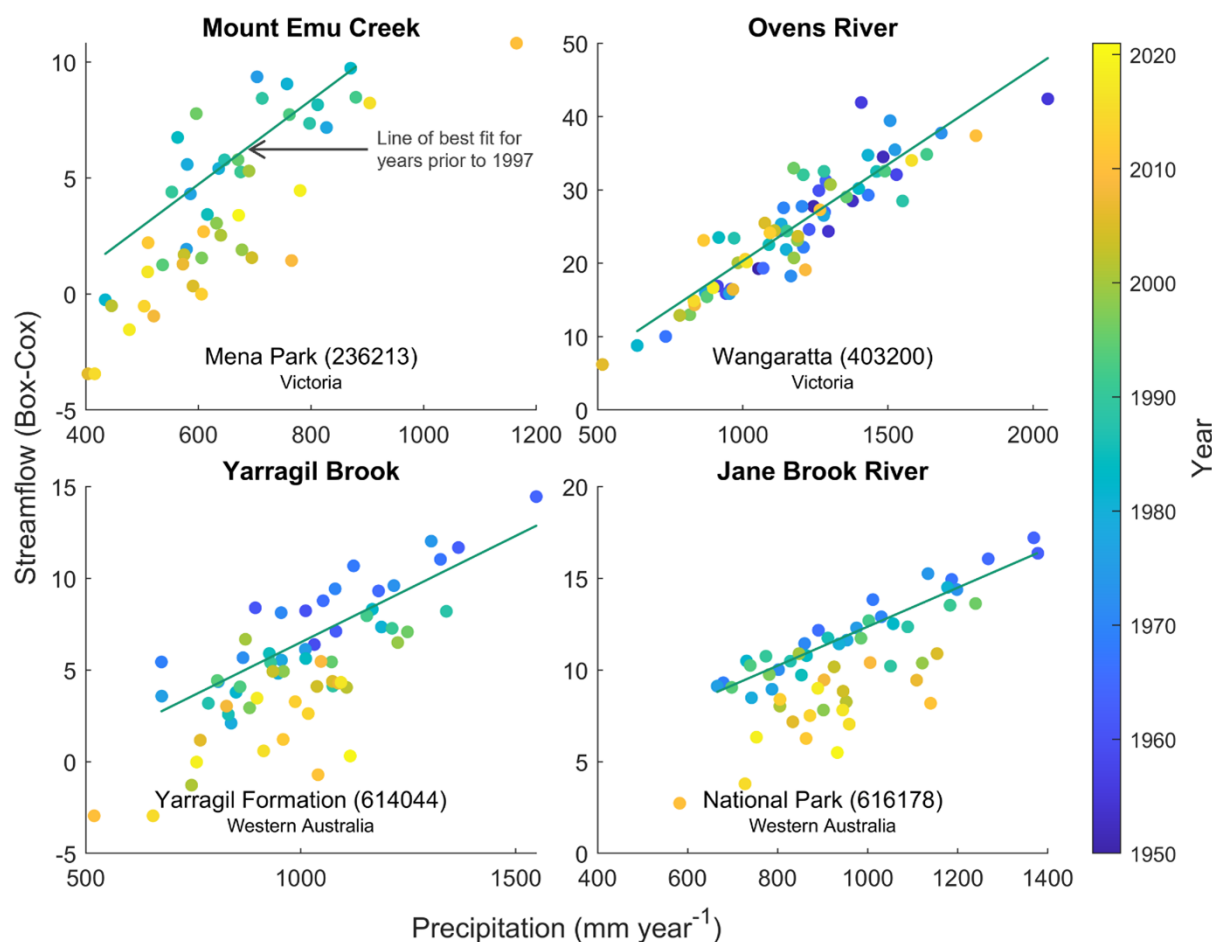 Mount Emu Creek
Ovens River
Streamflow (Box-Cox)
10
5
0
-5
400
600
800
1000
1200
Line of best fit for
years prior to 1997
Mena Park (236213)
Victoria
50
40
30
20
10
0
500
1000
1500
2000
Wangaratta (403200)
Victoria
Yarragil Brook
Jane Brook River
15
10
5
0
-5
500
1000
1500
Yarragil Formation (614044)
Western Australia
20
15
10
5
0
400
600
800
1000
1200
1400
National Park (616178)
Western Australia
Precipitation (mm year-1)
2020
2010
2000
1990
1980
1970
1960
1950
Year